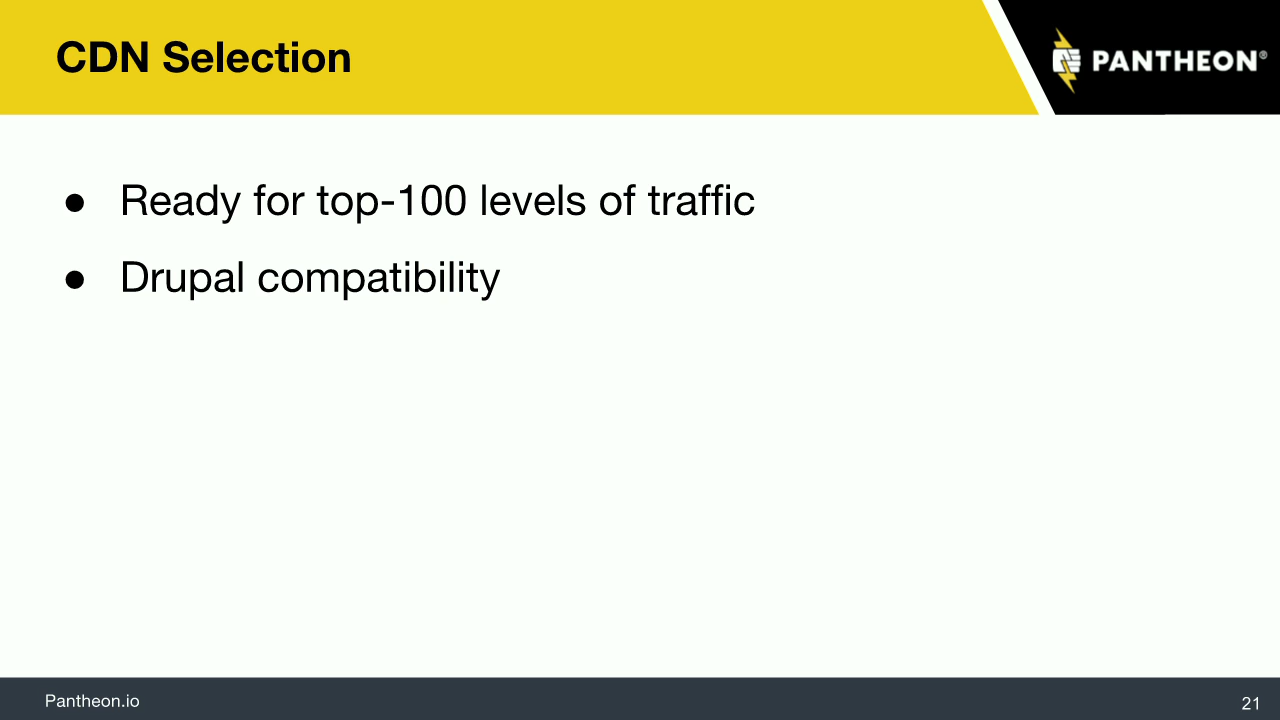 CDN Selection
PANTHEON®
● Ready for top-100 levels of traffic
● Drupal compatibility
Pantheon.io
21